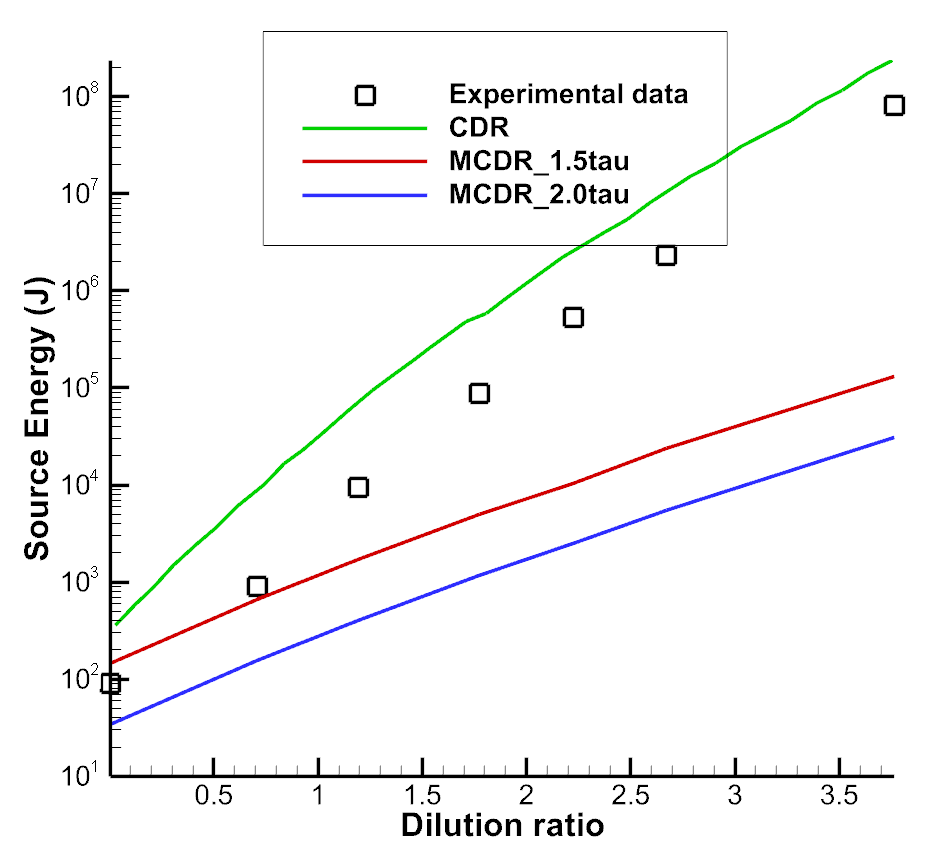 Experimental data
CDR
MCDR_1.5tau
MCDR_2.0tau
Source Energy (J)
10^8
10^7
10^6
10^5
10^4
10^3
10^2
10^1
0.5 1 1.5 2 2.5 3 3.5
Dilution ratio